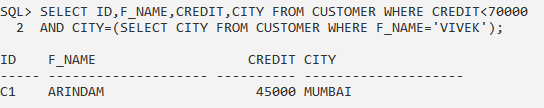 SQL> SELECT ID,F_NAME,CREDIT,CITY FROM CUSTOMER WHERE CREDIT<70000
  2  AND CITY=(SELECT CITY FROM CUSTOMER WHERE F_NAME='VIVEK');
ID    F_NAME                   CREDIT CITY
----- -------------------- ---------- --------------------
C1    ARINDAM                   45000 MUMBAI